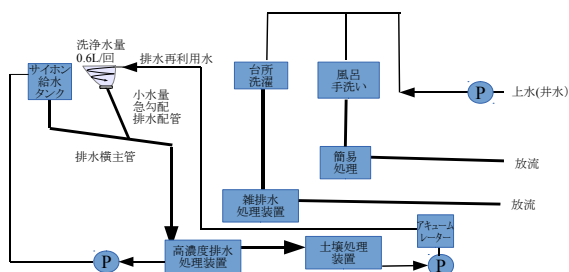 洗浄水量
0.6L/回
排水再利用水
サイホン
給水
タンク
小水量
急勾配
排水配管
排水横主管
台所
洗濯
風呂
手洗い
P
上水(井水)
簡易
処理
放流
雑排水
処理装置
放流
アキューム
レーター
P
高濃度排水
処理装置
土壌処理
装置
P